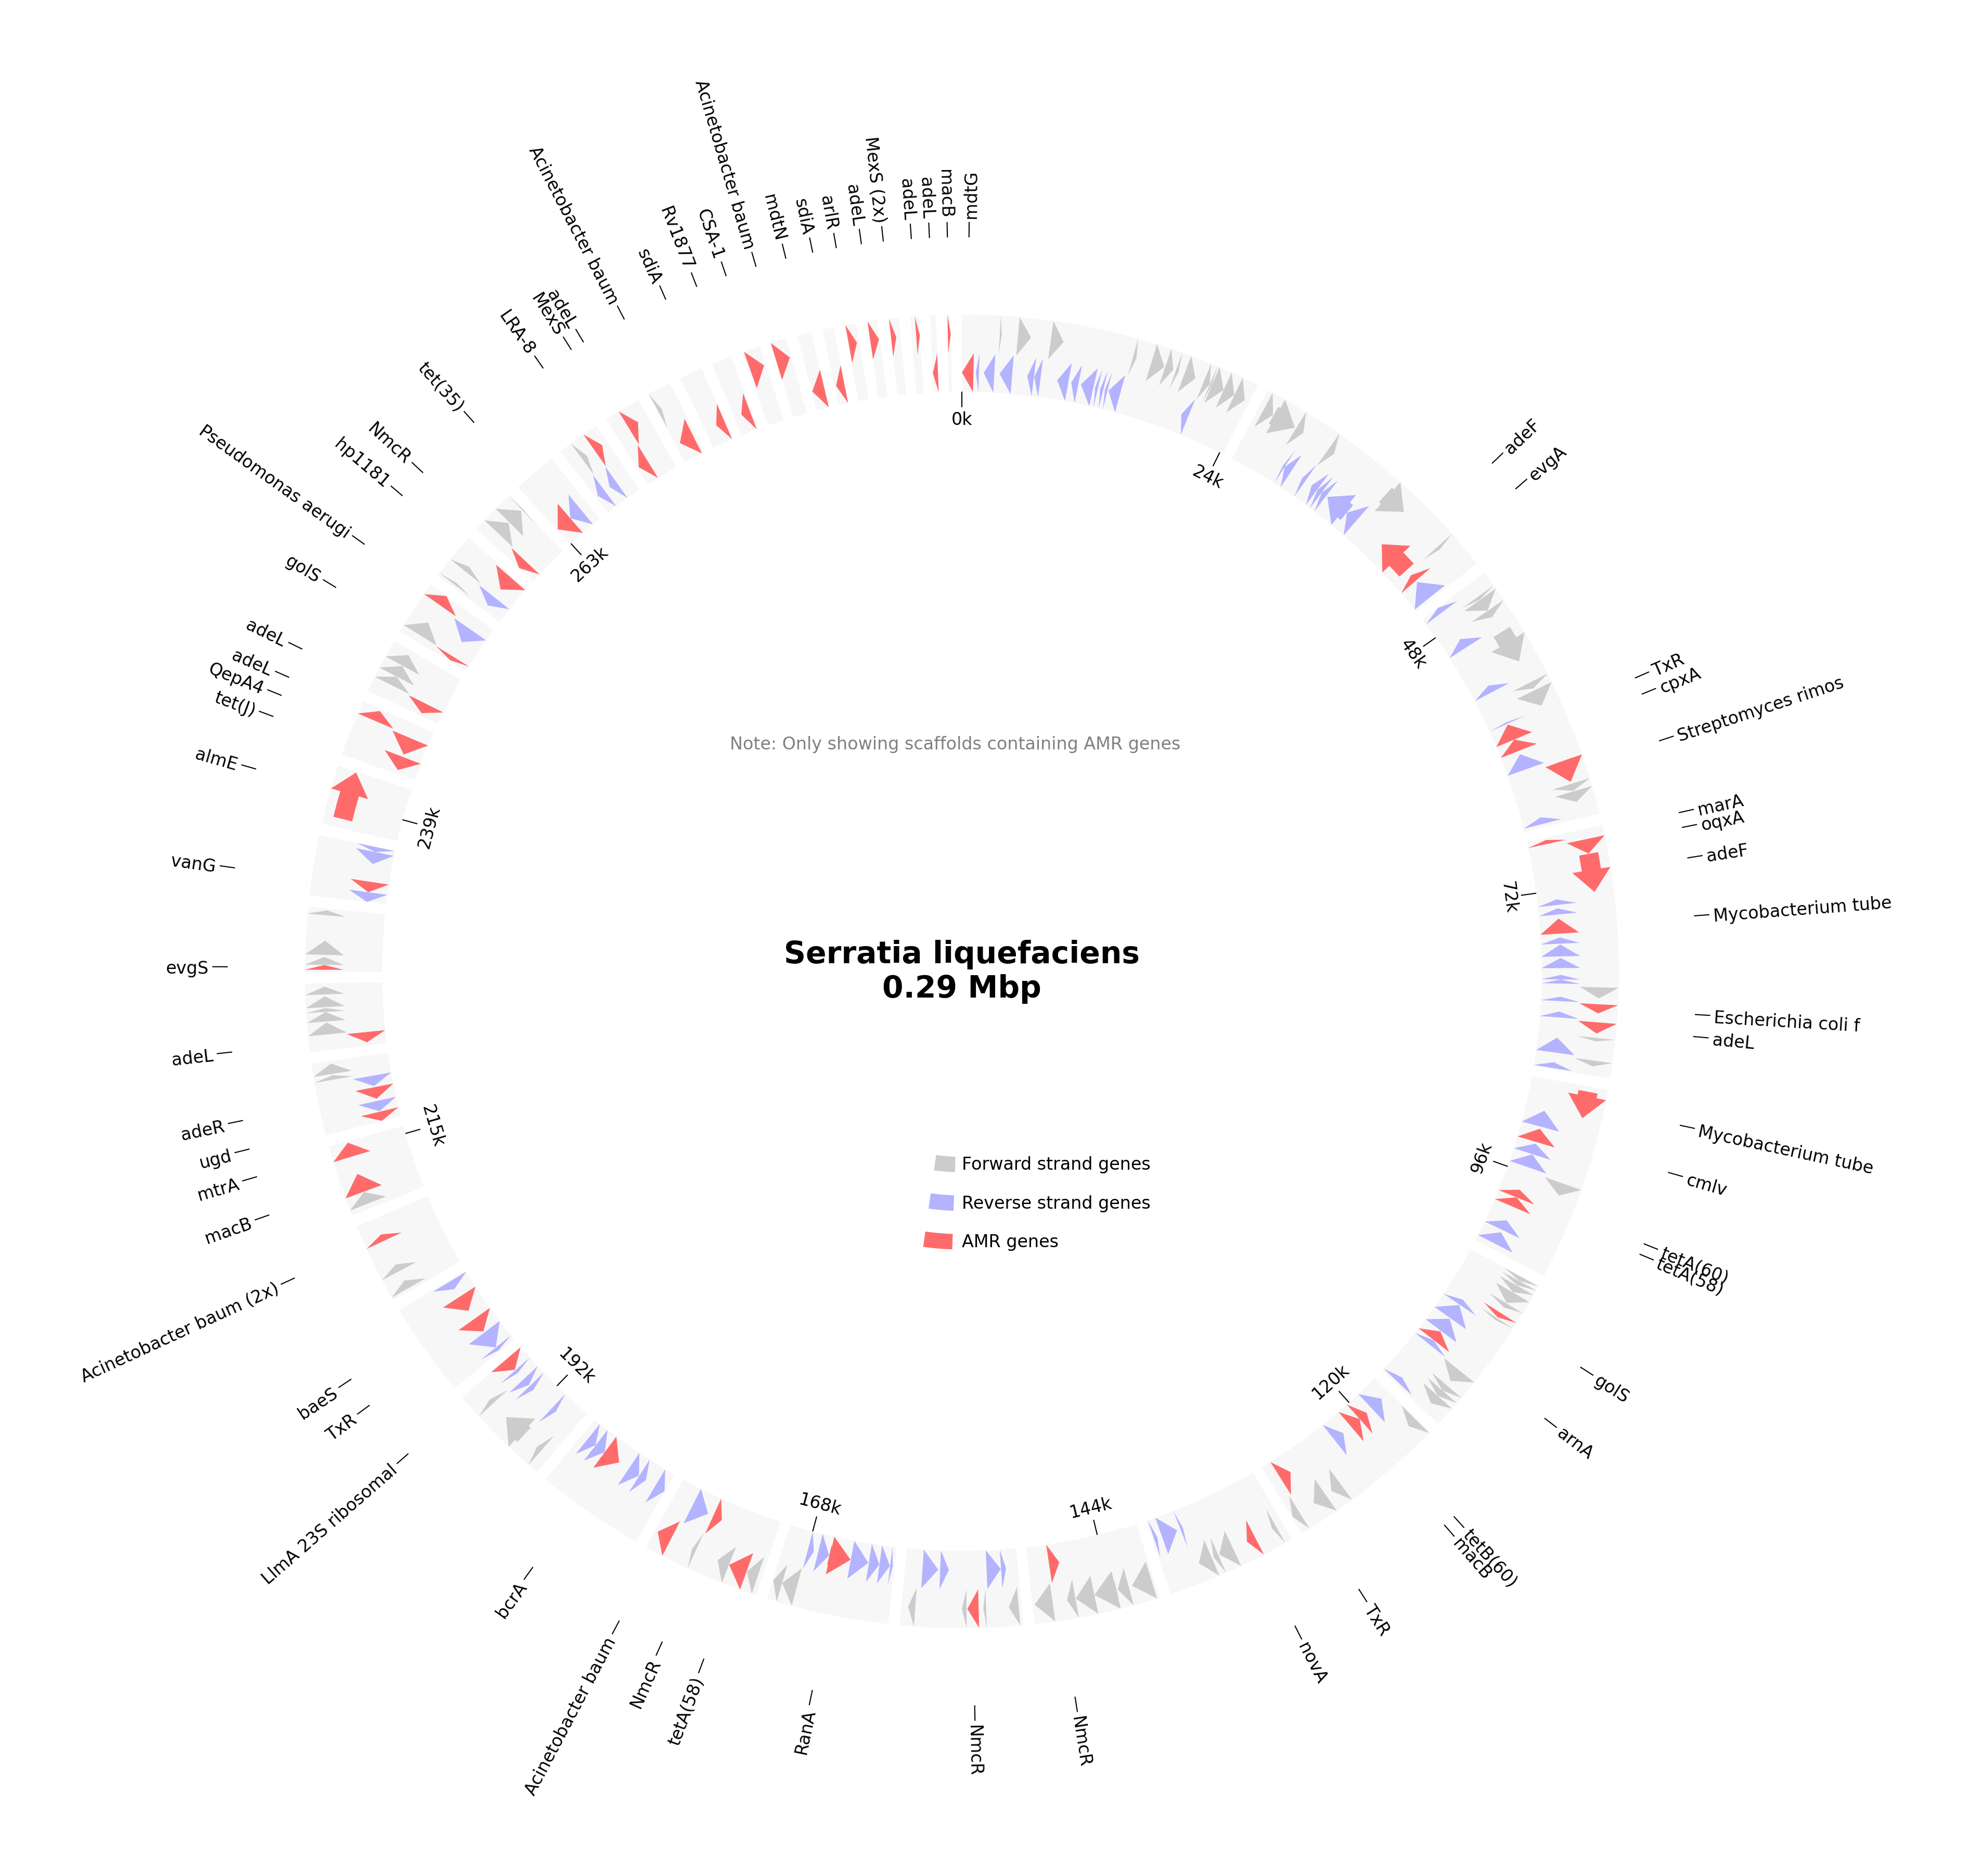 mdtG
adeF
evgA
TxR
cpxA
Streptomyces rimos
marA
oqxA
adeF
Mycobacterium tube
Escherichia coli f
adeL
Mycobacterium tube
cmlv
tetA(60)
tetA(58)
golS
arnA
tetB(60)
macB
TxR
novA
NmcR
NmcR
RanA
tetA(58)
NmcR
Acinetobacter baum
bcrA
LlmA 23S ribosomal
TxR
baeS
Acinetobacter baum (2x)
macB
mtrA
ugd
adeR
adeL
evgS
vanG
almE
tet(J)
QepA4
adeL
adeL
golS
Pseudomonas aerugi
hp1181
NmcR
tet(35)
LRA-8
MexS
adeL
Acinetobacter baum
sdiA
Rv1877
CSA-1
Acinetobacter baum
mdtN
sdiA
arlR
adeL
MexS (2x)
adeL
adeL
macB
0k
24k
48k
72k
96k
120k
144k
168k
192k
215k
239k
263k
Note: Only showing scaffolds containing AMR genes
Serratia liquefaciens
0.29 Mbp
Forward strand genes
Reverse strand genes
AMR genes